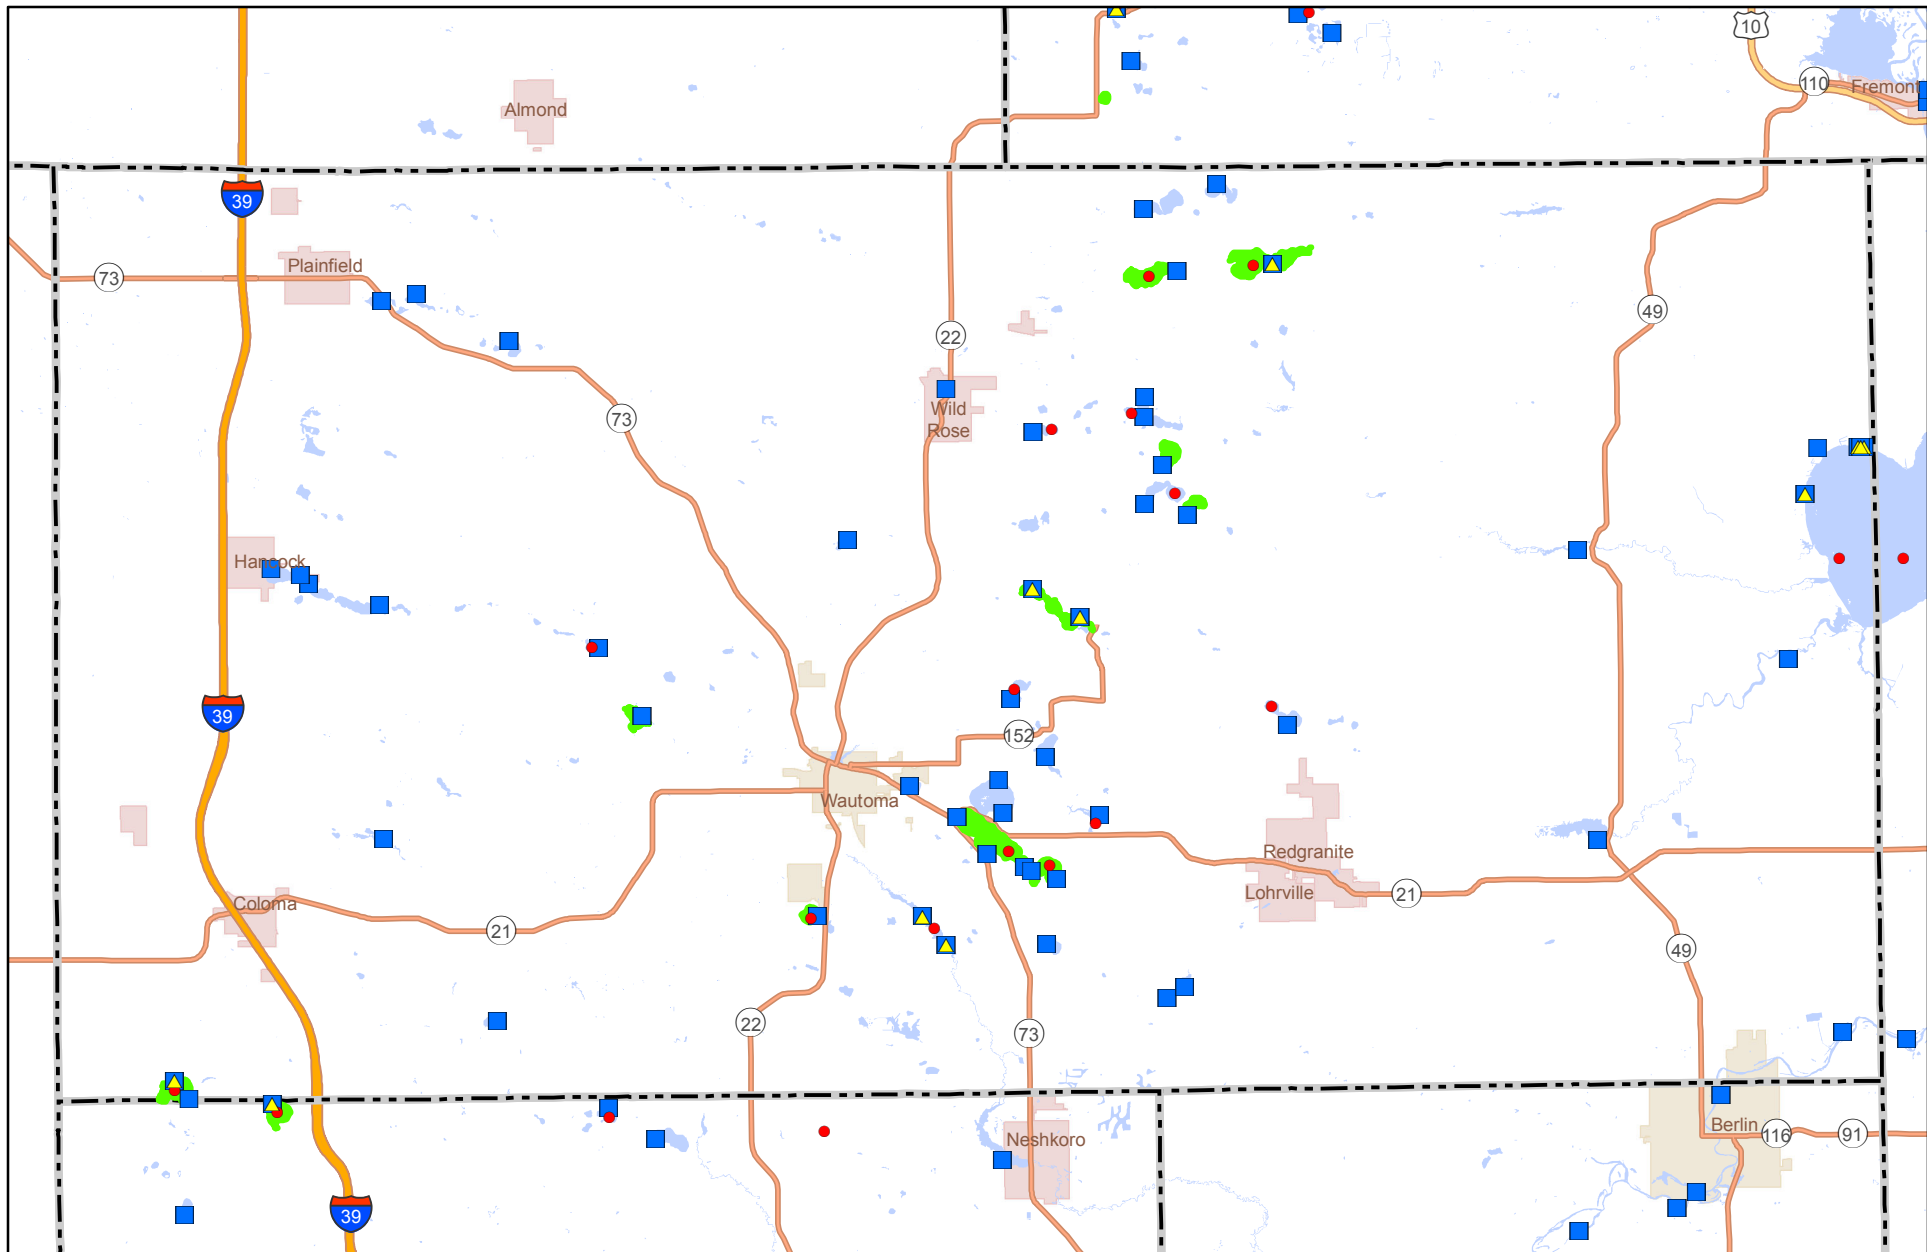 10
110
Fremont
Almond
39
Plainfield
73
49
22
Wild
Rose
73
Hancock
39
152
Wautoma
Redgranite
Lohrville
21
Coloma
21
49
22
73
Berlin
116
91
Neshkoro
39